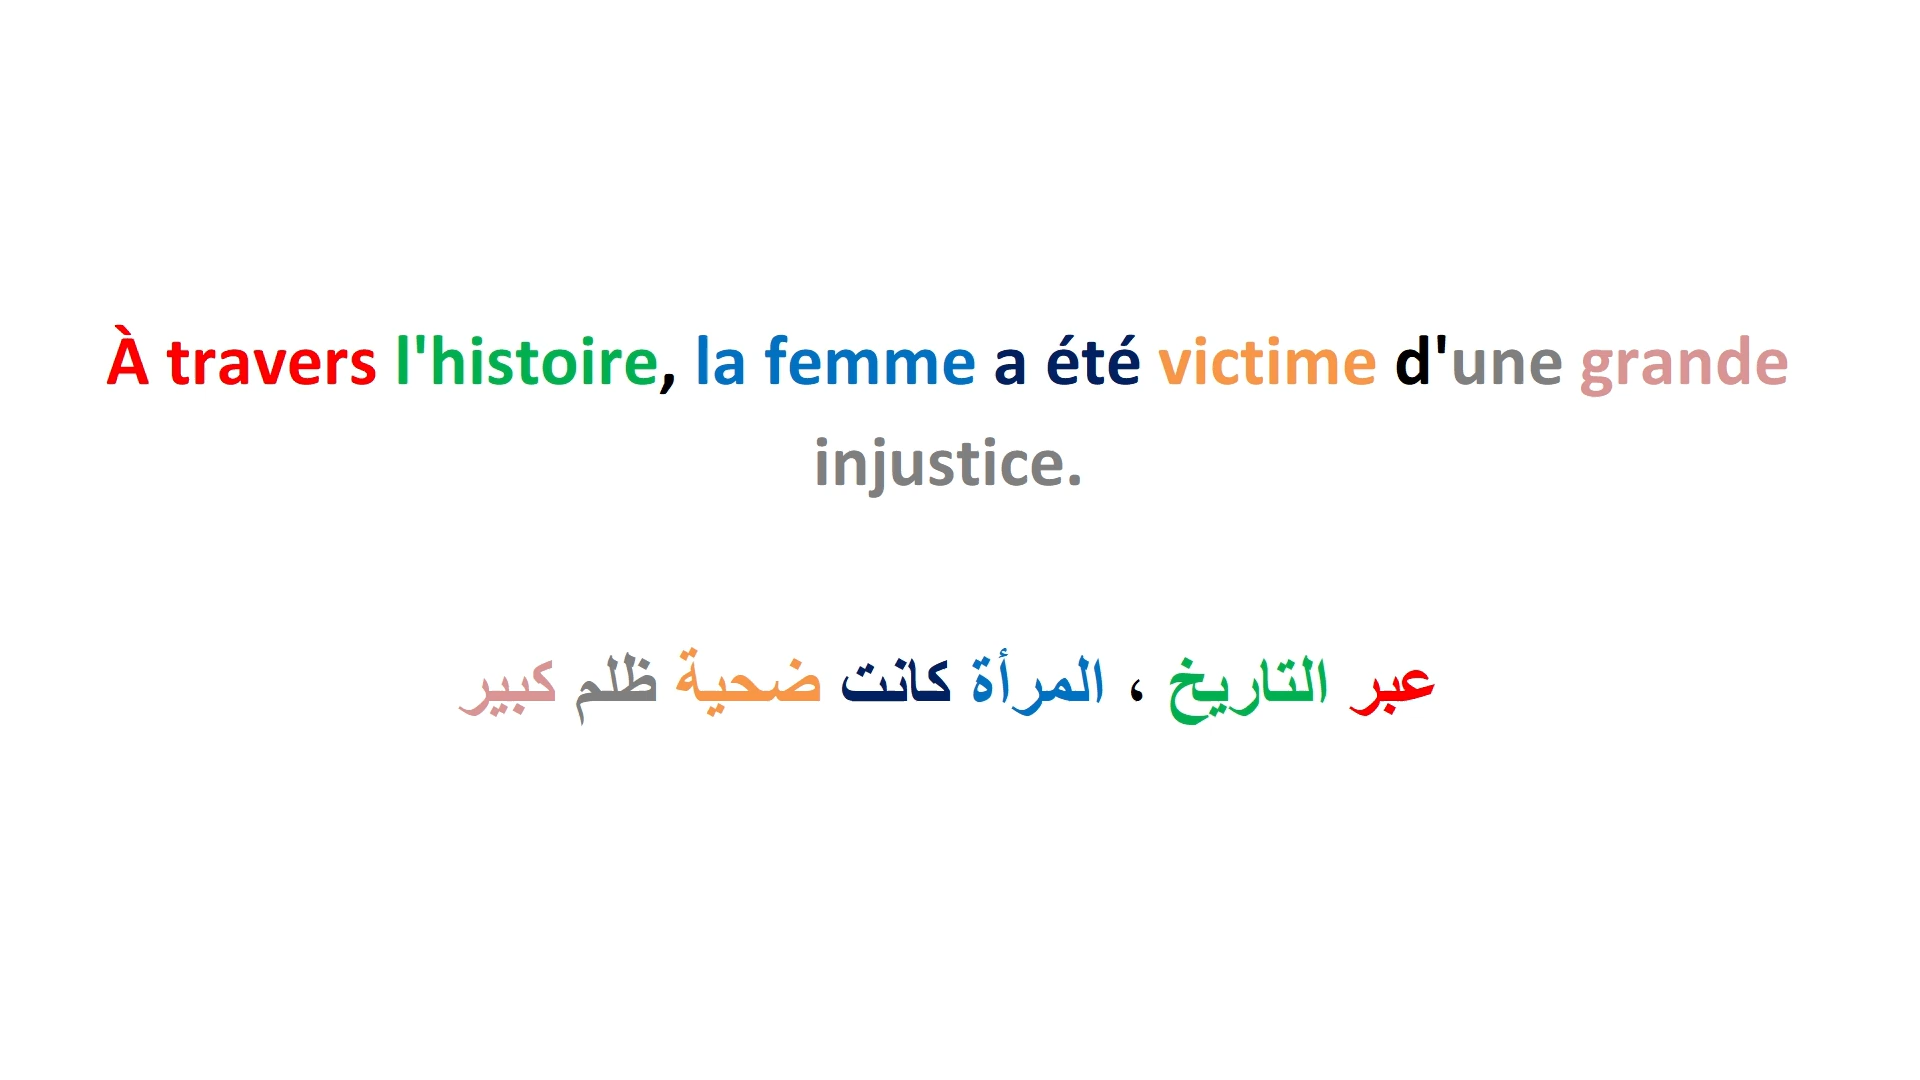 À travers l'histoire, la femme a été victime d'une grande
injustice.
عبر التاريخ ، المرأة كانت ضحية ظلم كبير